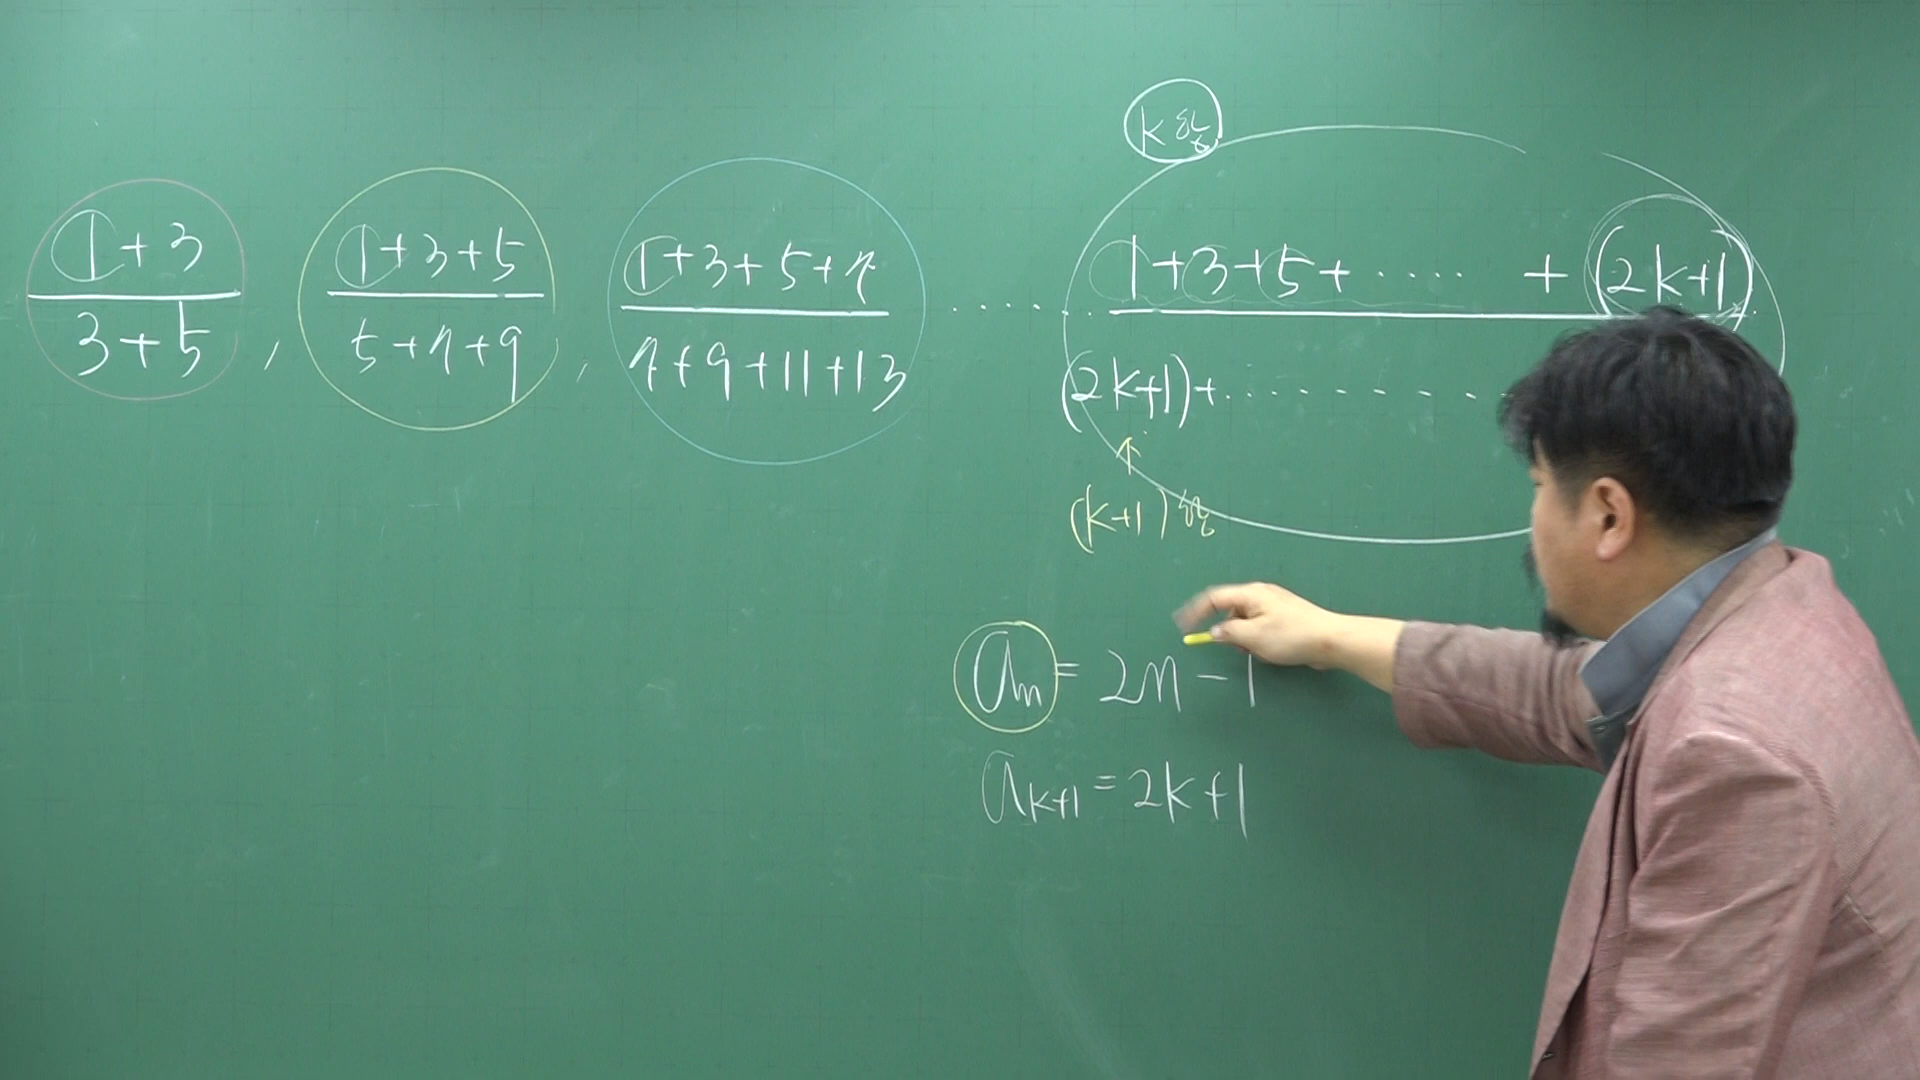 k항
1+3 / 3+5 , 1+3+5 / 5+7+9 , 1+3+5+7 / 7+9+11+13 ..... 1+3+5+ ..... +(2k+1) / (2k+1)+ ........
↑
(k+1)항
an = 2n-1
ak+1 = 2k+1